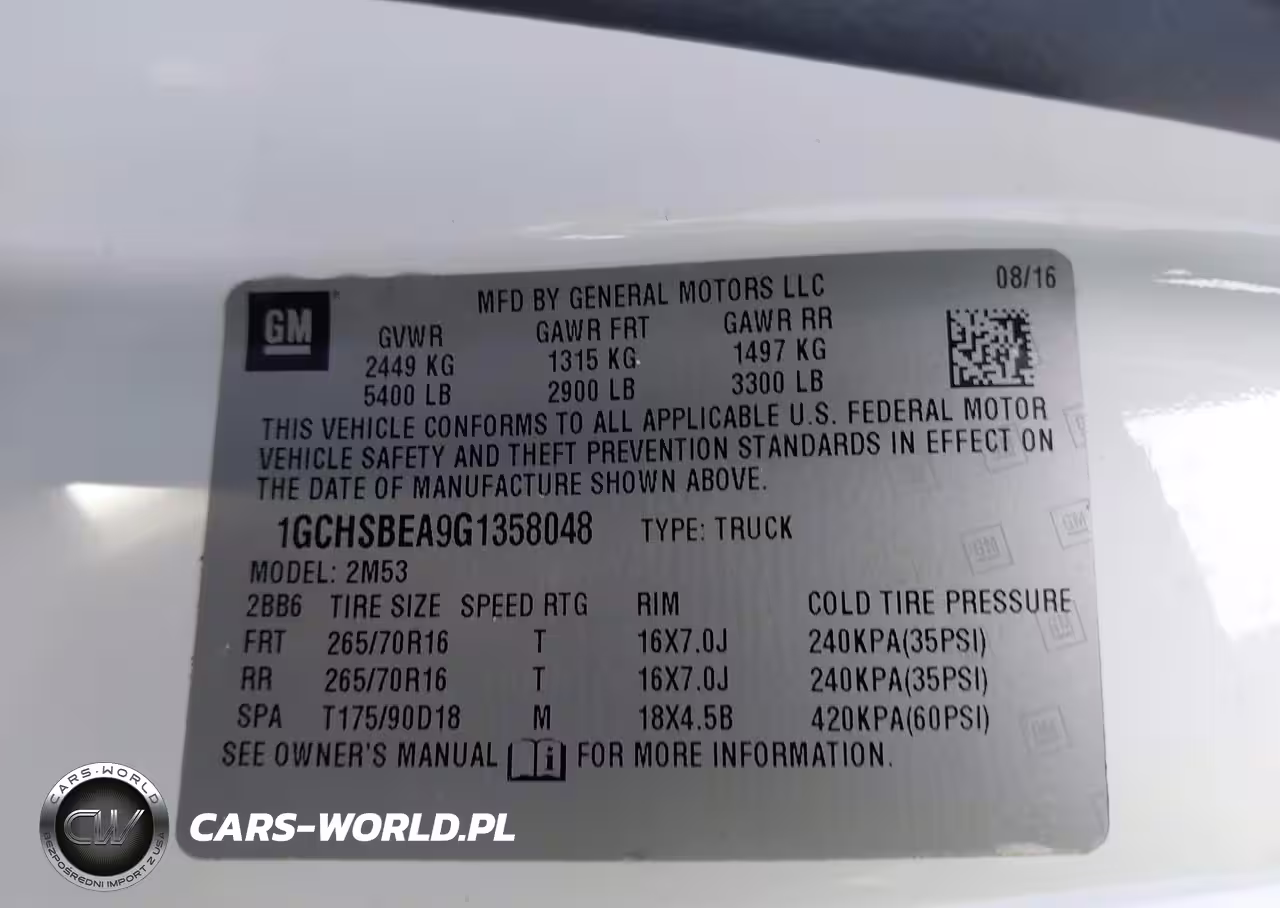 GM
MFD BY GENERAL MOTORS LLC
08/16
GVWR GAWR FRT GAWR RR
2449 KG 1315 KG 1497 KG
5400 LB 2900 LB 3300 LB
THIS VEHICLE CONFORMS TO ALL APPLICABLE U.S. FEDERAL MOTOR
VEHICLE SAFETY AND THEFT PREVENTION STANDARDS IN EFFECT ON
THE DATE OF MANUFACTURE SHOWN ABOVE.
1GCHSBEA9G1358048 TYPE: TRUCK
MODEL: 2M53
2BB6 TIRE SIZE SPEED RTG RIM COLD TIRE PRESSURE
FRT 265/70R16 T 16X7.0J 240KPA(35PSI)
RR 265/70R16 T 16X7.0J 240KPA(35PSI)
SPA T175/90D18 M 18X4.5B 420KPA(60PSI)
SEE OWNER'S MANUAL i FOR MORE INFORMATION.
CARS-WORLD
CW
BEZPOŚREDNI IMPORT Z USA
CARS-WORLD.PL